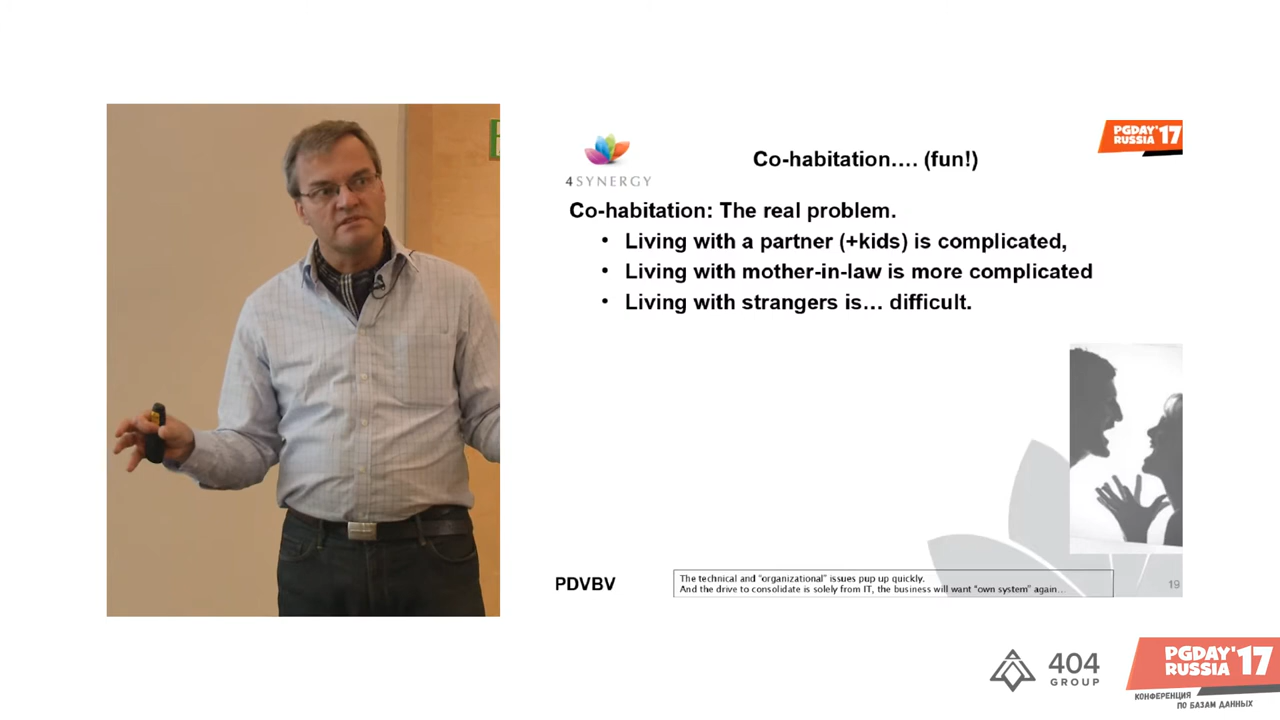 PGDAY'17
RUSSIA
4SYNERGY
Co-habitation.... (fun!)
Co-habitation: The real problem.
• Living with a partner (+kids) is complicated,
• Living with mother-in-law is more complicated
• Living with strangers is... difficult.
PDVBV
The technical and "organizational" issues pup up quickly.
And the drive to consolidate is solely from IT, the business will want "own system" again...
19
404
GROUP
PGDAY'17
RUSSIA
КОНФЕРЕНЦИЯ
ПО БАЗАМ ДАННЫХ